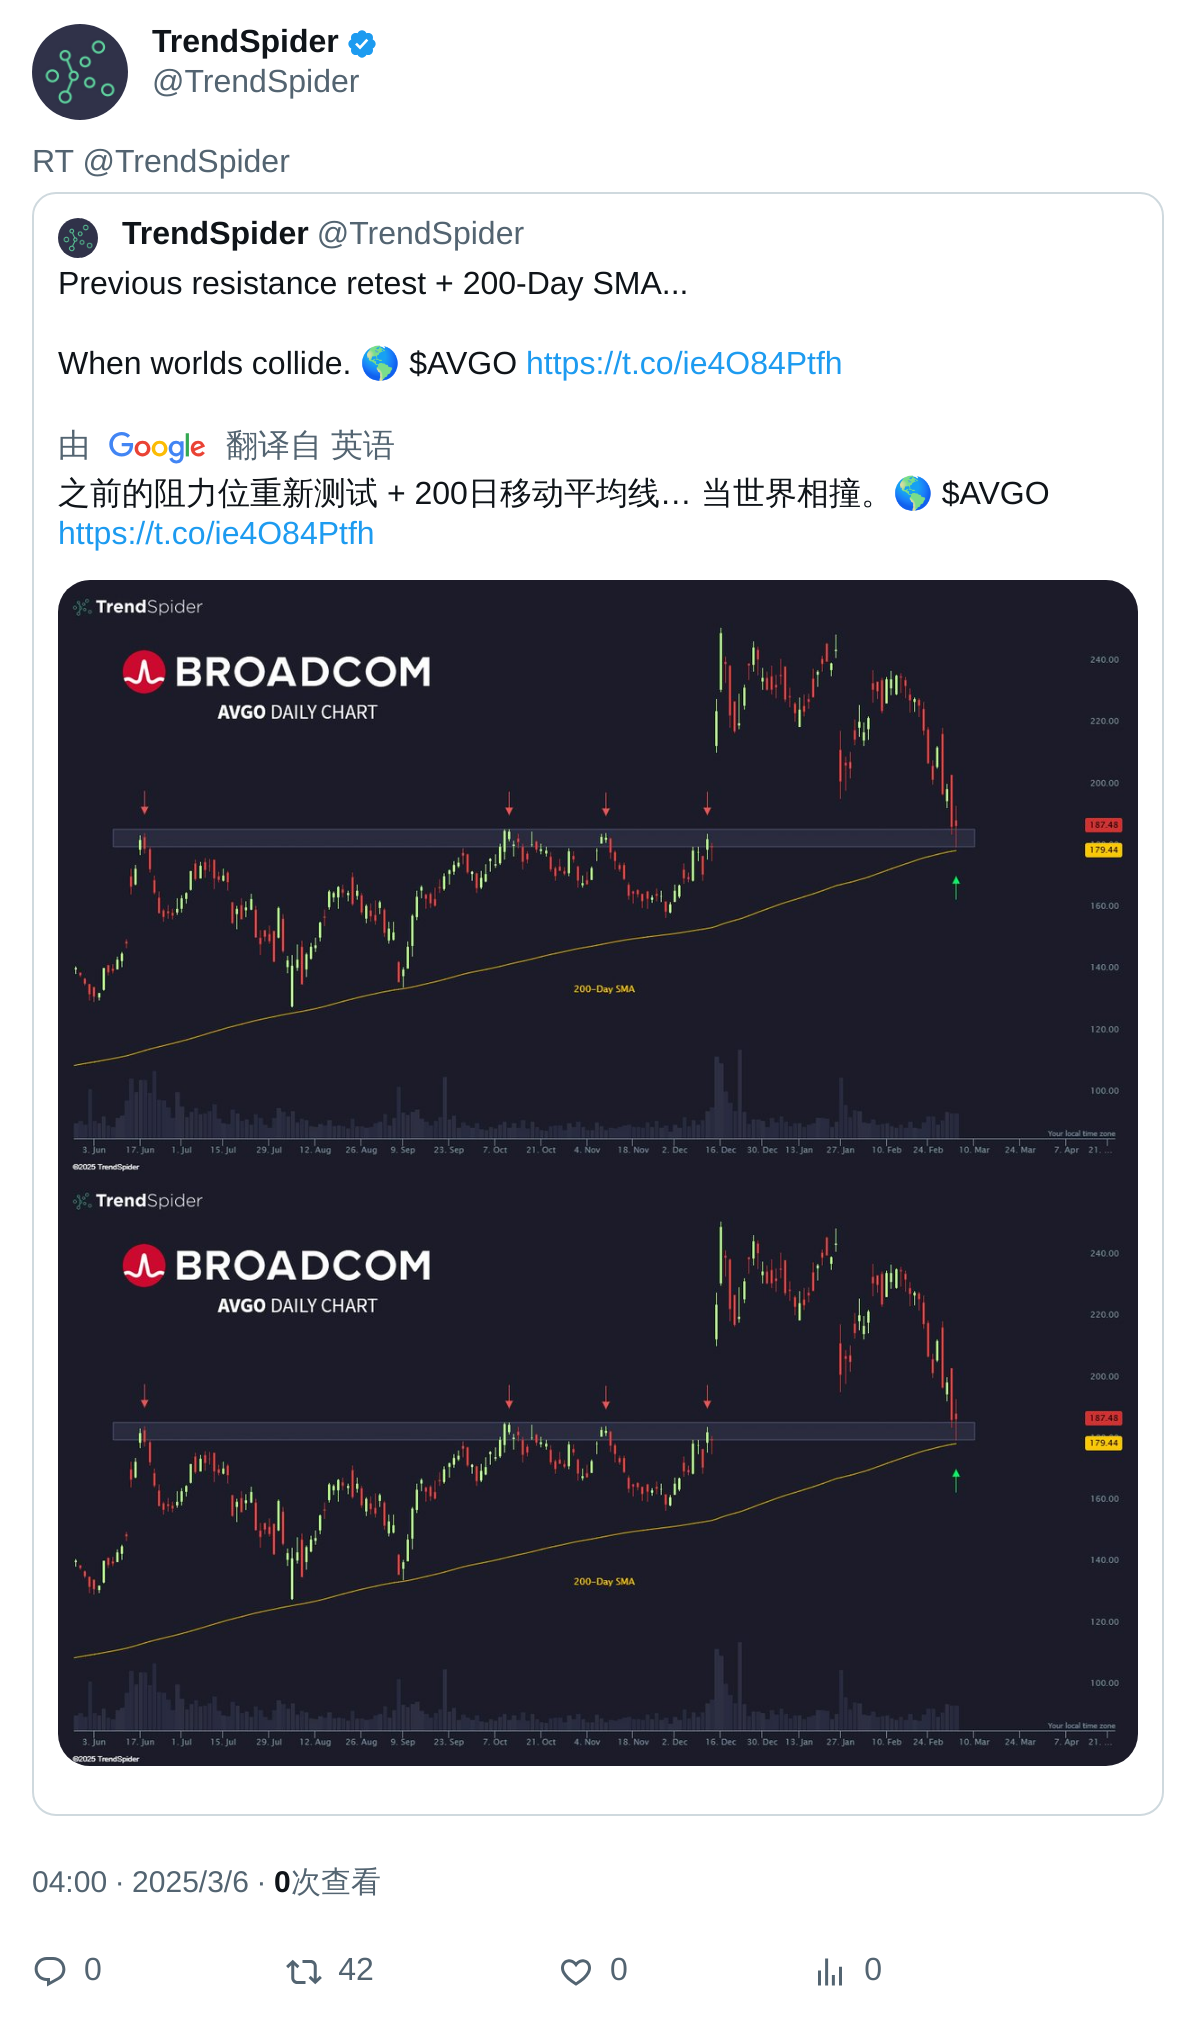 TrendSpider
@TrendSpider
RT @TrendSpider
TrendSpider @TrendSpider
Previous resistance retest + 200-Day SMA...
When worlds collide. 🌎 $AVGO https://t.co/ie4O84Ptfh
由 Google 翻译自 英语
之前的阻力位重新测试 + 200日移动平均线… 当世界相撞。🌎 $AVGO
https://t.co/ie4O84Ptfh
TrendSpider
BROADCOM
AVGO DAILY CHART
240.00
220.00
200.00
187.48
179.44
160.00
140.00
200-Day SMA
120.00
100.00
Your local time zone
3. Jun 17. Jun 1. Jul 15. Jul 29. Jul 12. Aug 26. Aug 9. Sep 23. Sep 7. Oct 21. Oct 4. Nov 18. Nov 2. Dec 16. Dec 30. Dec 13. Jan 27. Jan 10. Feb 24. Feb 10. Mar 24. Mar 7. Apr 21. ...
©2025 TrendSpider
TrendSpider
BROADCOM
AVGO DAILY CHART
240.00
220.00
200.00
187.48
179.44
160.00
140.00
200-Day SMA
120.00
100.00
Your local time zone
3. Jun 17. Jun 1. Jul 15. Jul 29. Jul 12. Aug 26. Aug 9. Sep 23. Sep 7. Oct 21. Oct 4. Nov 18. Nov 2. Dec 16. Dec 30. Dec 13. Jan 27. Jan 10. Feb 24. Feb 10. Mar 24. Mar 7. Apr 21. ...
©2025 TrendSpider
04:00 · 2025/3/6 · 0次查看
0 42 0 0